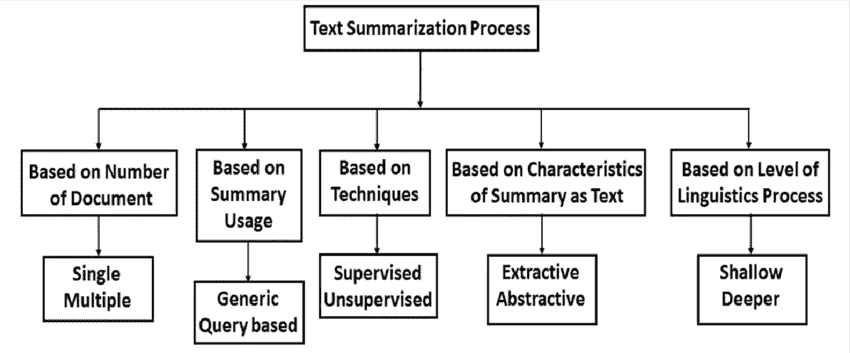 Text Summarization Process
Based on Number
of Document
Based on
Summary
Usage
Based on
Techniques
Based on Characteristics
of Summary as Text
Based on Level of
Linguistics Process
Single
Multiple
Generic
Query based
Supervised
Unsupervised
Extractive
Abstractive
Shallow
Deeper